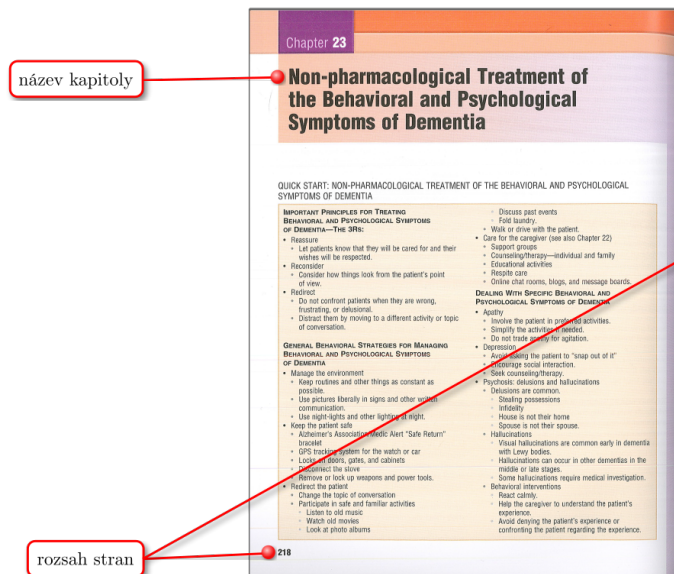 Chapter 23
název kapitoly
Non-pharmacological Treatment of
the Behavioral and Psychological
Symptoms of Dementia
QUICK START: NON-PHARMACOLOGICAL TREATMENT OF THE BEHAVIORAL AND PSYCHOLOGICAL
SYMPTOMS OF DEMENTIA
IMPORTANT PRINCIPLES FOR TREATING
BEHAVIORAL AND PSYCHOLOGICAL SYMPTOMS
OF DEMENTIA—THE 3RS:
• Reassure
◦ Let patients know that they will be cared for and their
wishes will be respected.
• Reconsider
◦ Consider how things look from the patient's point
of view.
• Redirect
◦ Do not confront patients when they are wrong,
frustrating, or delusional.
◦ Distract them by moving to a different activity or topic
of conversation.
GENERAL BEHAVIORAL STRATEGIES FOR MANAGING
BEHAVIORAL AND PSYCHOLOGICAL SYMPTOMS
OF DEMENTIA
• Manage the environment
◦ Keep routines and other things as constant as
possible.
◦ Use pictures liberally in signs and other written
communication.
◦ Use night-lights and other lighting at night.
• Keep the patient safe
◦ Alzheimer's Association Medic Alert "Safe Return"
bracelet
◦ GPS tracking system for the watch or car
◦ Locks on doors, gates, and cabinets
◦ Disconnect the stove
◦ Remove or lock up weapons and power tools.
• Redirect the patient
◦ Change the topic of conversation
◦ Participate in safe and familiar activities
◦ Listen to old music
◦ Watch old movies
◦ Look at photo albums
◦ Discuss past events
◦ Fold laundry.
◦ Walk or drive with the patient.
• Care for the caregiver (see also Chapter 22)
◦ Support groups
◦ Counseling/therapy—individual and family
◦ Educational activities
◦ Respite care
◦ Online chat rooms, blogs, and message boards.
DEALING WITH SPECIFIC BEHAVIORAL AND
PSYCHOLOGICAL SYMPTOMS OF DEMENTIA
• Apathy
◦ Involve the patient in preferred activities.
◦ Simplify the activities if needed.
◦ Do not trade apathy for agitation.
• Depression
◦ Avoid asking the patient to "snap out of it"
◦ Encourage social interaction.
◦ Seek counseling/therapy.
• Psychosis: delusions and hallucinations
◦ Delusions are common.
◦ Stealing possessions
◦ Infidelity
◦ House is not their home
◦ Spouse is not their spouse.
◦ Hallucinations
◦ Visual hallucinations are common early in dementia
with Lewy bodies.
◦ Hallucinations can occur in other dementias in the
middle or late stages.
◦ Some hallucinations require medical investigation.
◦ Behavioral interventions
◦ React calmly.
◦ Help the caregiver to understand the patient's
experience.
◦ Avoid denying the patient's experience or
confronting the patient regarding the experience.
rozsah stran
218